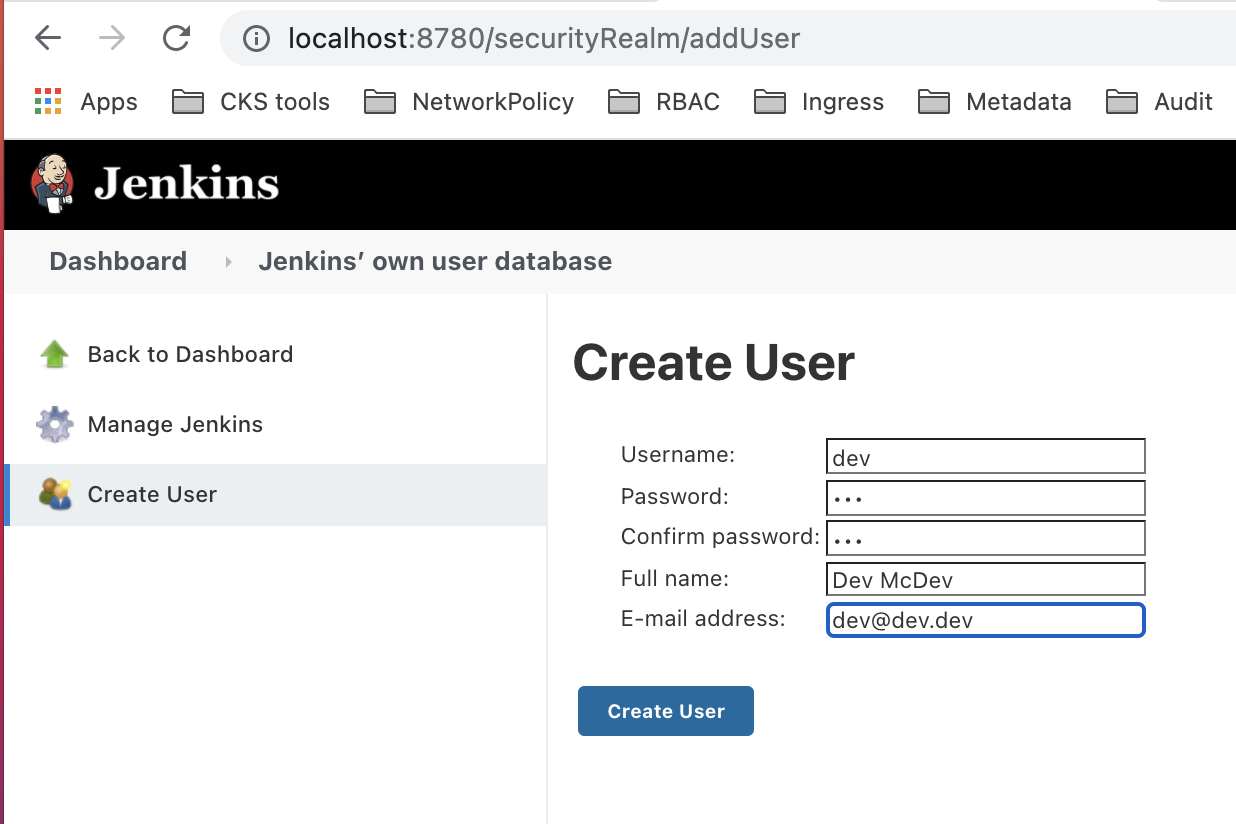 localhost:8780/securityRealm/addUser
Apps CKS tools NetworkPolicy RBAC Ingress Metadata Audit
Jenkins
Dashboard Jenkins’ own user database
Back to Dashboard
Manage Jenkins
Create User
Create User
Username: dev
Password: •••
Confirm password: •••
Full name: Dev McDev
E-mail address: dev@dev.dev
Create User